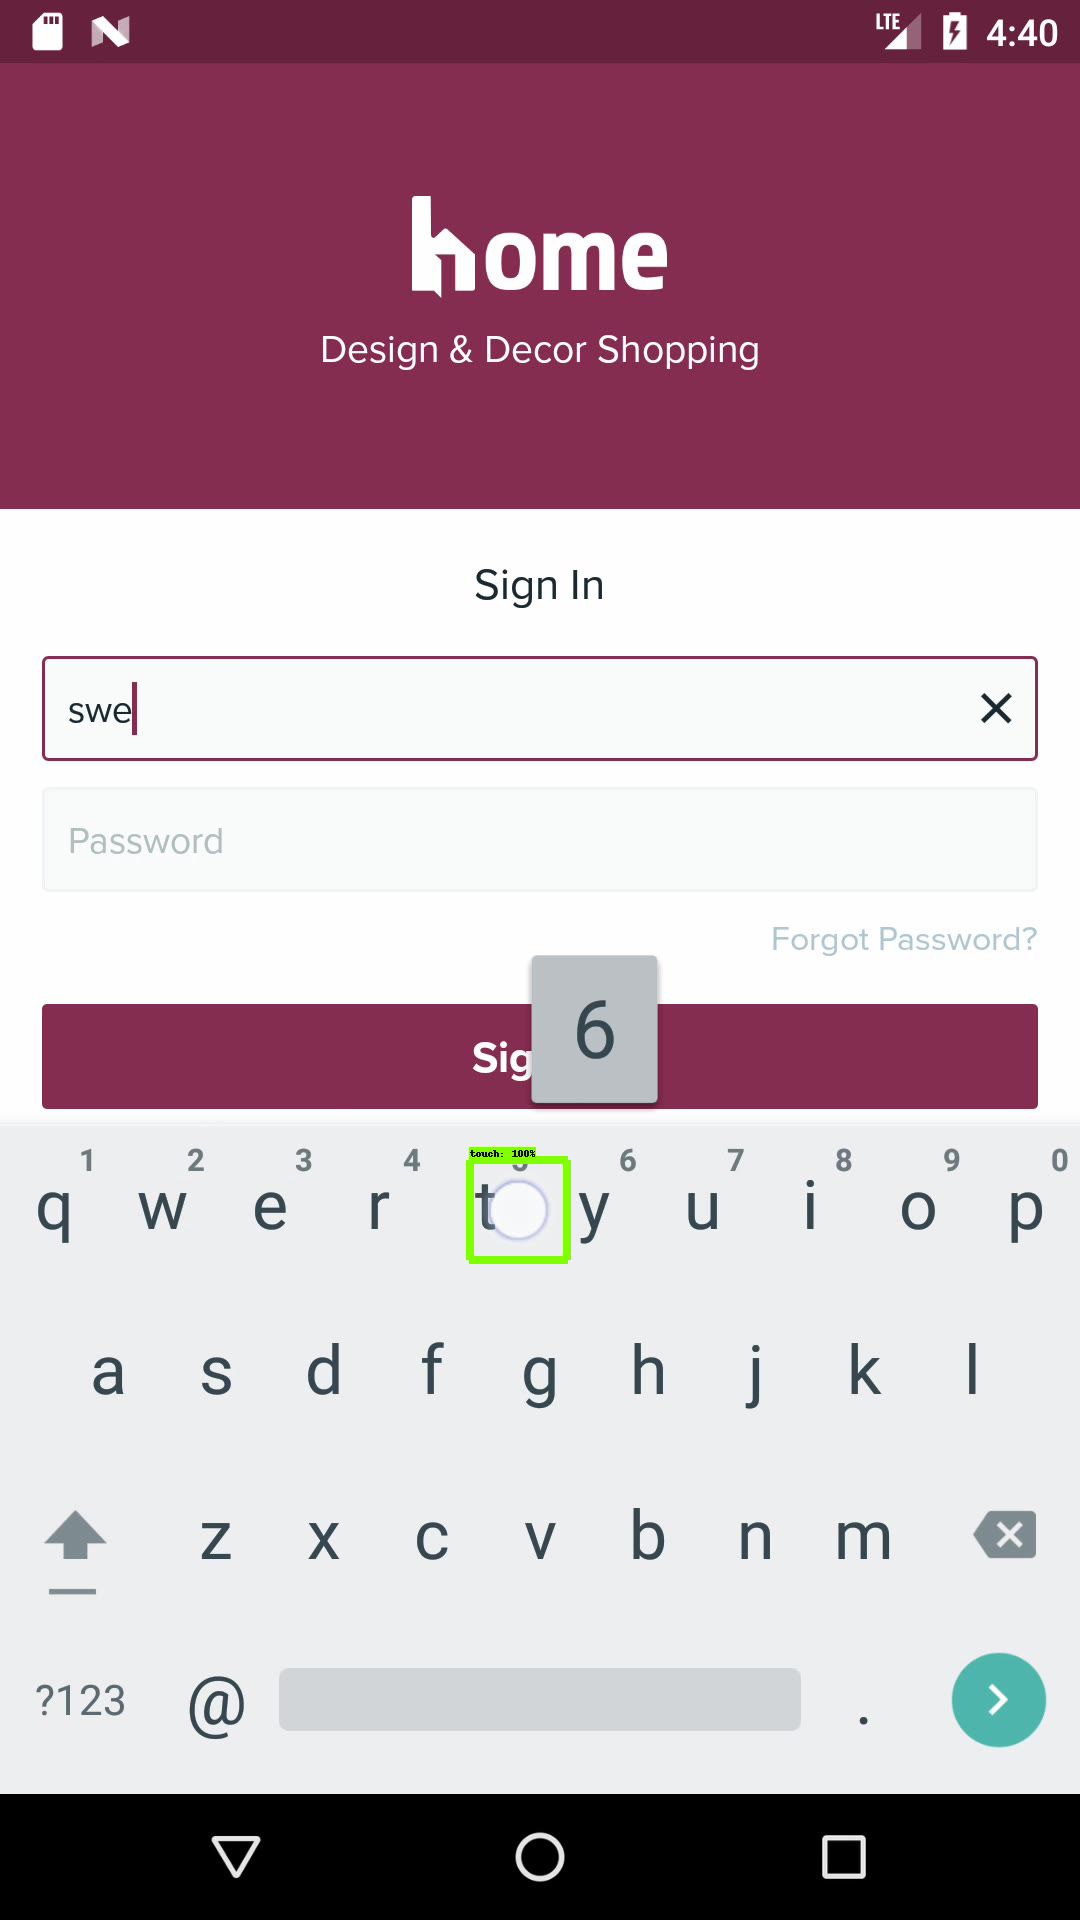 LTE 4:40
home
Design & Decor Shopping
Sign In
swe
Password
Forgot Password?
Sig
6
touch: 100%
1 2 3 4 6 7 8 9 0
q w e r t y u i o p
a s d f g h j k l
z x c v b n m
?123 @ .